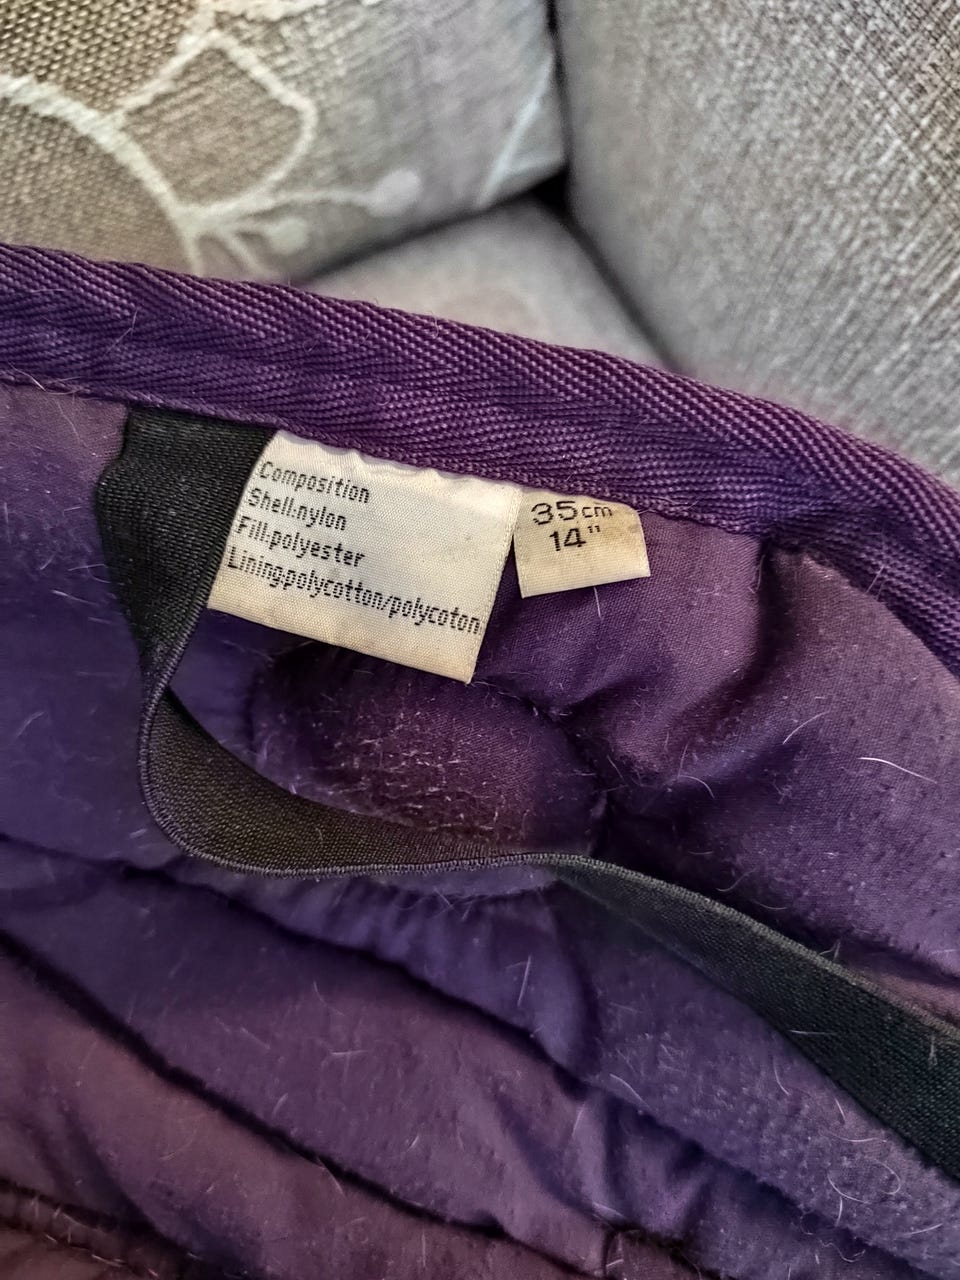 Composition
Shell:nylon
Fill:polyester
Lining:polycotton/polycoton
35cm
14"